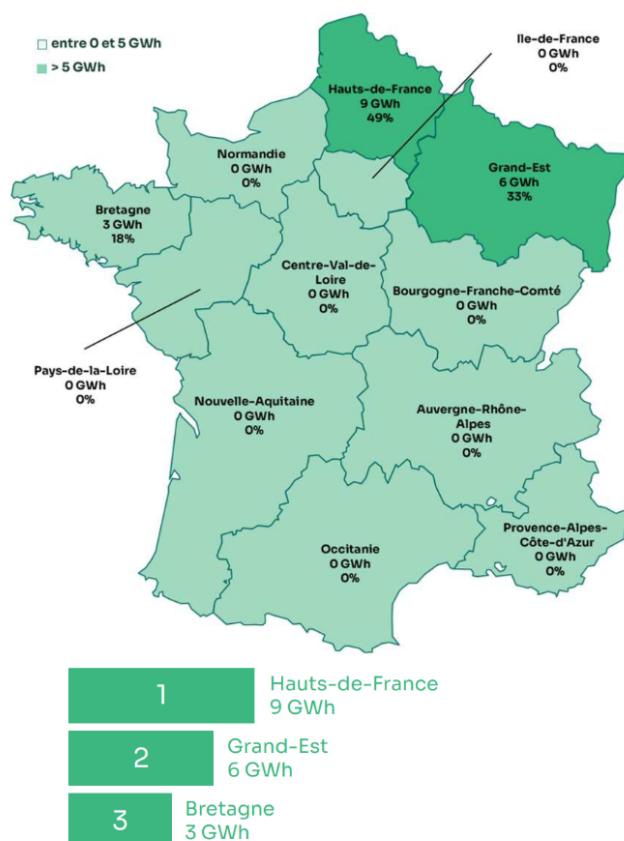 entre 0 et 5 GWh
> 5 GWh
Ile-de-France
0 GWh
0%
Hauts-de-France
9 GWh
49%
Normandie
0 GWh
0%
Grand-Est
6 GWh
33%
Bretagne
3 GWh
18%
Centre-Val-de-
Loire
0 GWh
0%
Bourgogne-Franche-Comté
0 GWh
0%
Pays-de-la-Loire
0 GWh
0%
Nouvelle-Aquitaine
0 GWh
0%
Auvergne-Rhône-
Alpes
0 GWh
0%
Provence-Alpes-
Côte-d'Azur
0 GWh
0%
Occitanie
0 GWh
0%
1
Hauts-de-France
9 GWh
2
Grand-Est
6 GWh
3
Bretagne
3 GWh